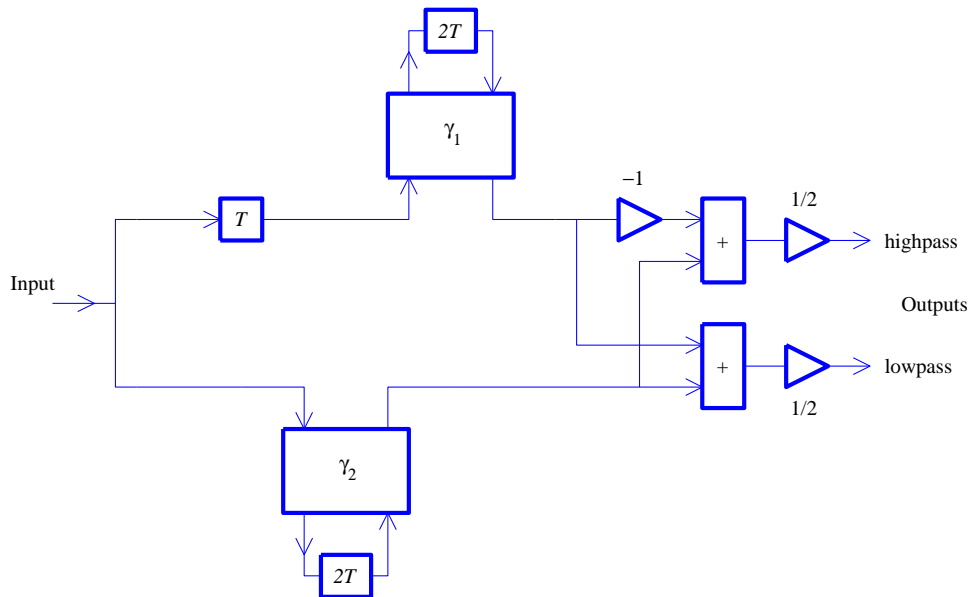 2T
γ1
−1
1/2
T
+
highpass
Input
Outputs
+
lowpass
1/2
γ2
2T